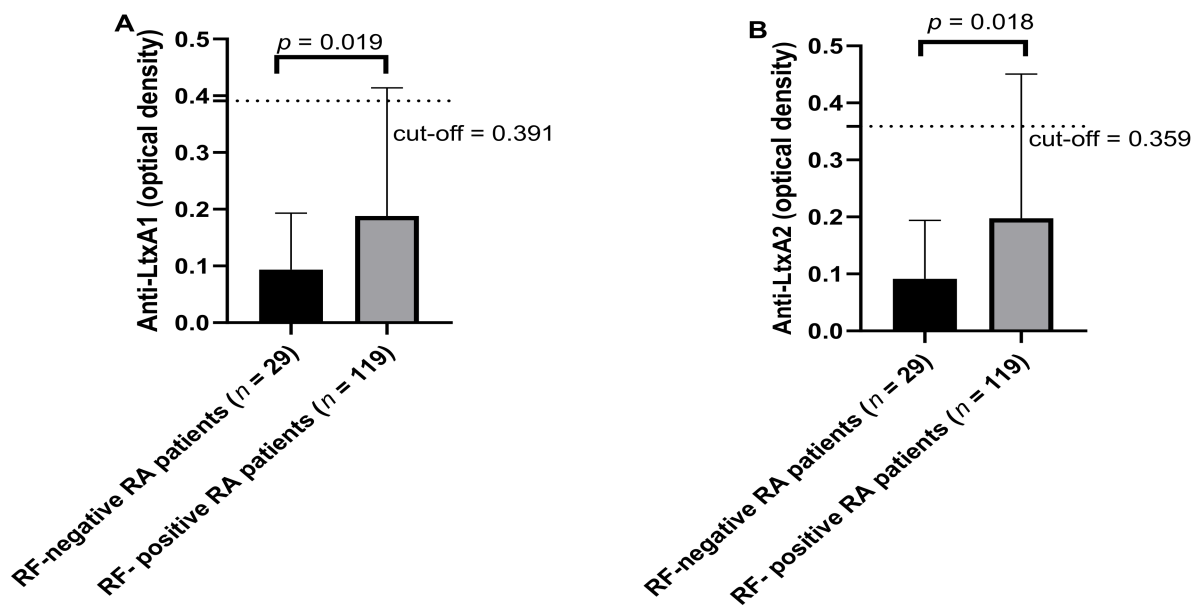 A
p = 0.019
Anti-LtxA1 (optical density)
0.5
0.4
0.3
0.2
0.1
0.0
cut-off = 0.391
RF-negative RA patients (n = 29)
RF- positive RA patients (n = 119)
B
p = 0.018
Anti-LtxA2 (optical density)
0.5
0.4
0.3
0.2
0.1
0.0
cut-off = 0.359
RF-negative RA patients (n = 29)
RF- positive RA patients (n = 119)